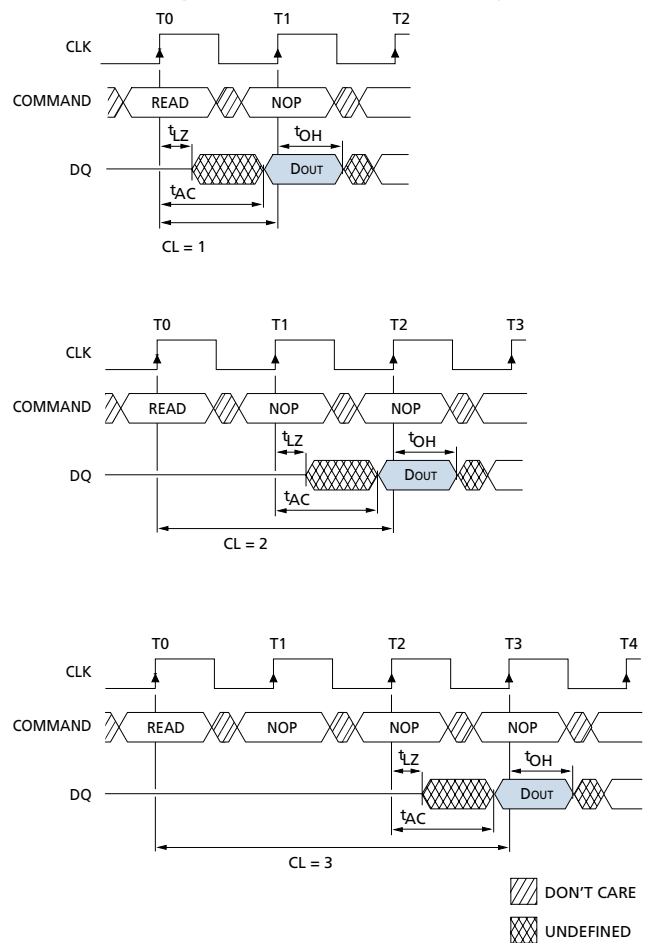 T0 T1 T2
CLK
COMMAND READ NOP
tLZ tOH
DQ DOUT
tAC
CL = 1
T0 T1 T2 T3
CLK
COMMAND READ NOP NOP
tLZ tOH
DQ DOUT
tAC
CL = 2
T0 T1 T2 T3 T4
CLK
COMMAND READ NOP NOP NOP
tLZ tOH
DQ DOUT
tAC
CL = 3
DON'T CARE
UNDEFINED